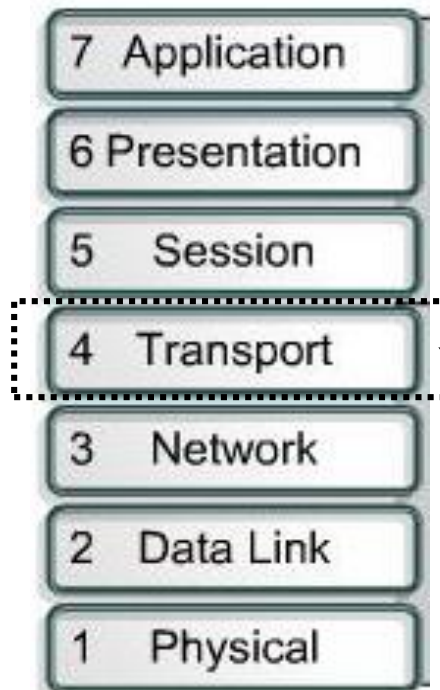 7 Application
6 Presentation
5 Session
4 Transport
3 Network
2 Data Link
1 Physical